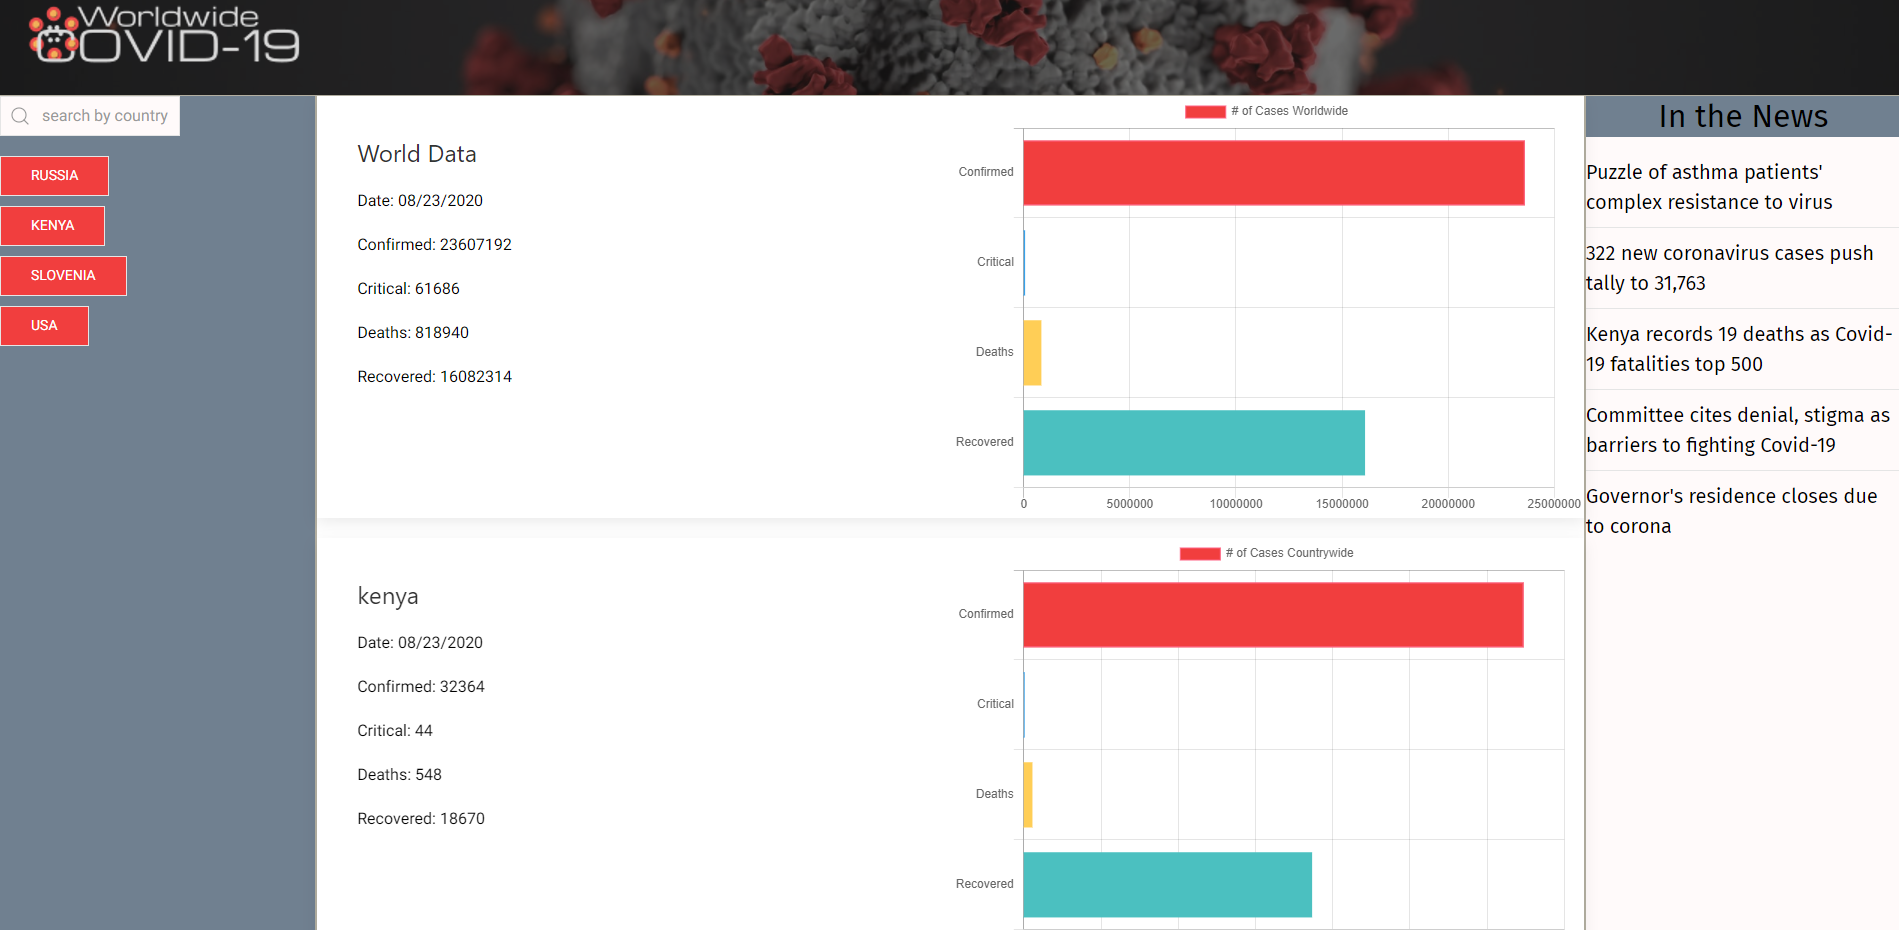 Worldwide
COVID-19
search by country
RUSSIA
KENYA
SLOVENIA
USA
World Data
Date: 08/23/2020
Confirmed: 23607192
Critical: 61686
Deaths: 818940
Recovered: 16082314
# of Cases Worldwide
Confirmed
Critical
Deaths
Recovered
0 5000000 10000000 15000000 20000000 25000000
kenya
Date: 08/23/2020
Confirmed: 32364
Critical: 44
Deaths: 548
Recovered: 18670
# of Cases Countrywide
Confirmed
Critical
Deaths
Recovered
In the News
Puzzle of asthma patients'
complex resistance to virus
322 new coronavirus cases push
tally to 31,763
Kenya records 19 deaths as Covid-
19 fatalities top 500
Committee cites denial, stigma as
barriers to fighting Covid-19
Governor's residence closes due
to corona